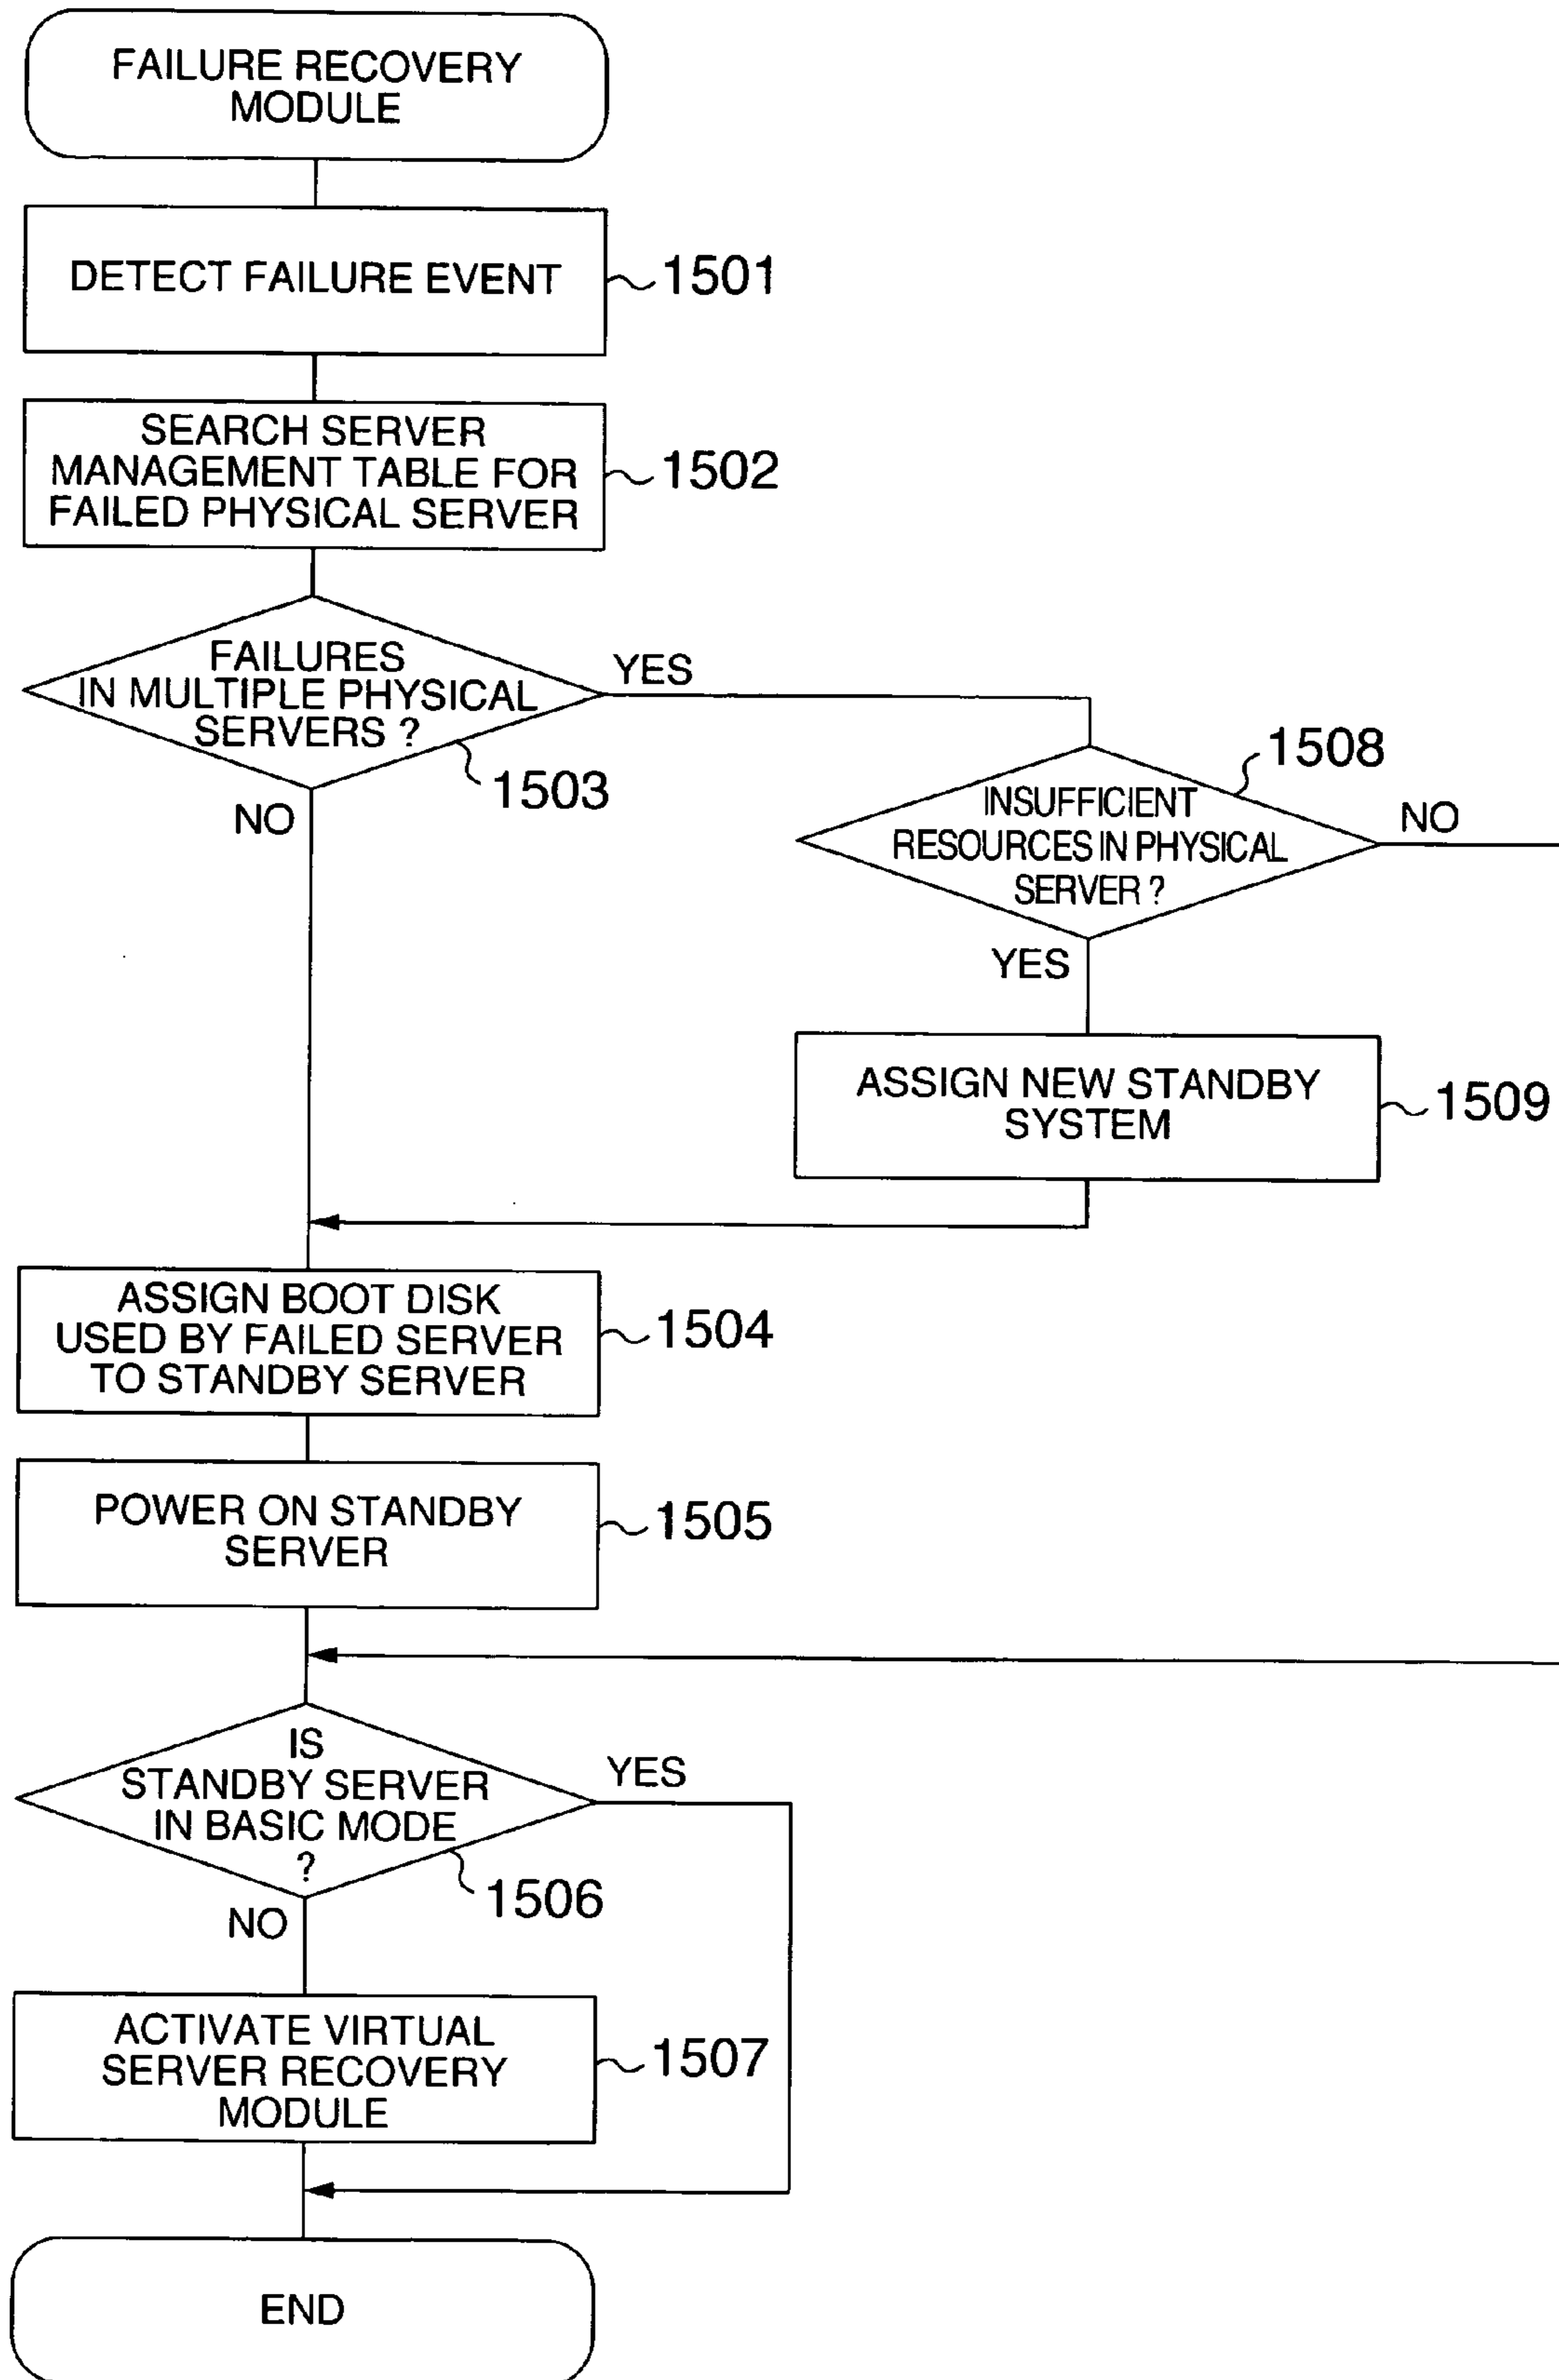 FAILURE RECOVERY
MODULE
DETECT FAILURE EVENT
1501
SEARCH SERVER
MANAGEMENT TABLE FOR
FAILED PHYSICAL SERVER
1502
FAILURES
IN MULTIPLE PHYSICAL
SERVERS ?
YES
1503
NO
1508
INSUFFICIENT
RESOURCES IN PHYSICAL
SERVER ?
NO
YES
ASSIGN NEW STANDBY
SYSTEM
1509
ASSIGN BOOT DISK
USED BY FAILED SERVER
TO STANDBY SERVER
1504
POWER ON STANDBY
SERVER
1505
IS
STANDBY SERVER
IN BASIC MODE
?
YES
1506
NO
ACTIVATE VIRTUAL
SERVER RECOVERY
MODULE
1507
END